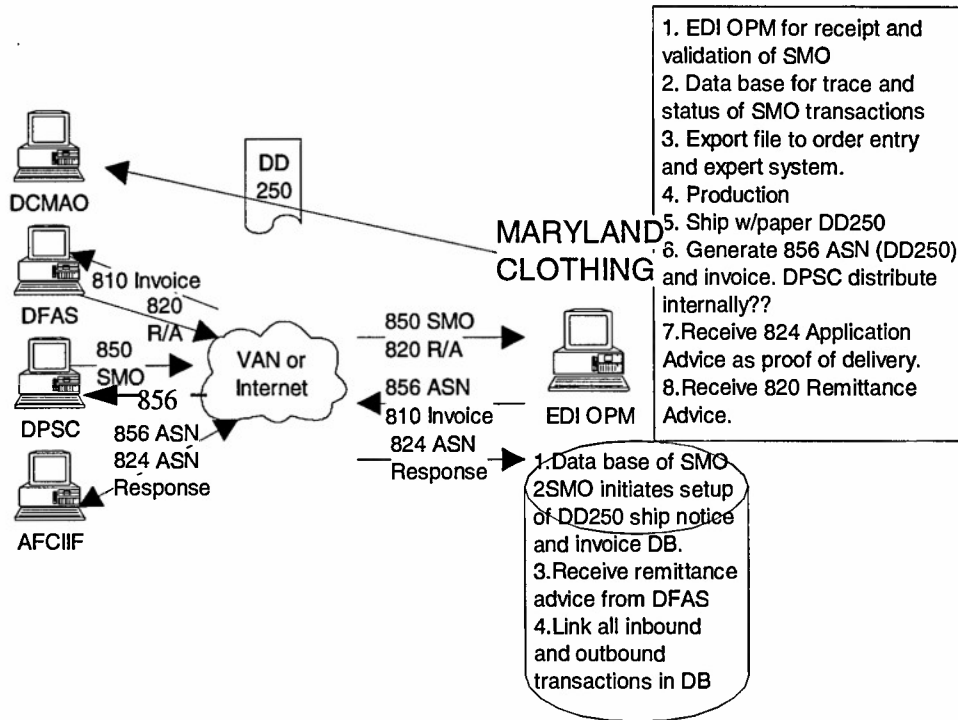 1. EDI OPM for receipt and
validation of SMO
2. Data base for trace and
status of SMO transactions
3. Export file to order entry
and expert system.
4. Production
5. Ship w/paper DD250
6. Generate 856 ASN (DD250)
and invoice. DPSC distribute
internally??
7.Receive 824 Application
Advice as proof of delivery.
8.Receive 820 Remittance
Advice.
DD
250
DCMAO
MARYLAND
CLOTHING
810 Invoice
820
R/A
DFAS
850
SMO
856
DPSC
856 ASN
824 ASN
Response
AFCIIF
VAN or
Internet
850 SMO
820 R/A
856 ASN
810 Invoice
824 ASN
Response
EDI OPM
1.Data base of SMO
2SMO initiates setup
of DD250 ship notice
and invoice DB.
3.Receive remittance
advice from DFAS
4.Link all inbound
and outbound
transactions in DB